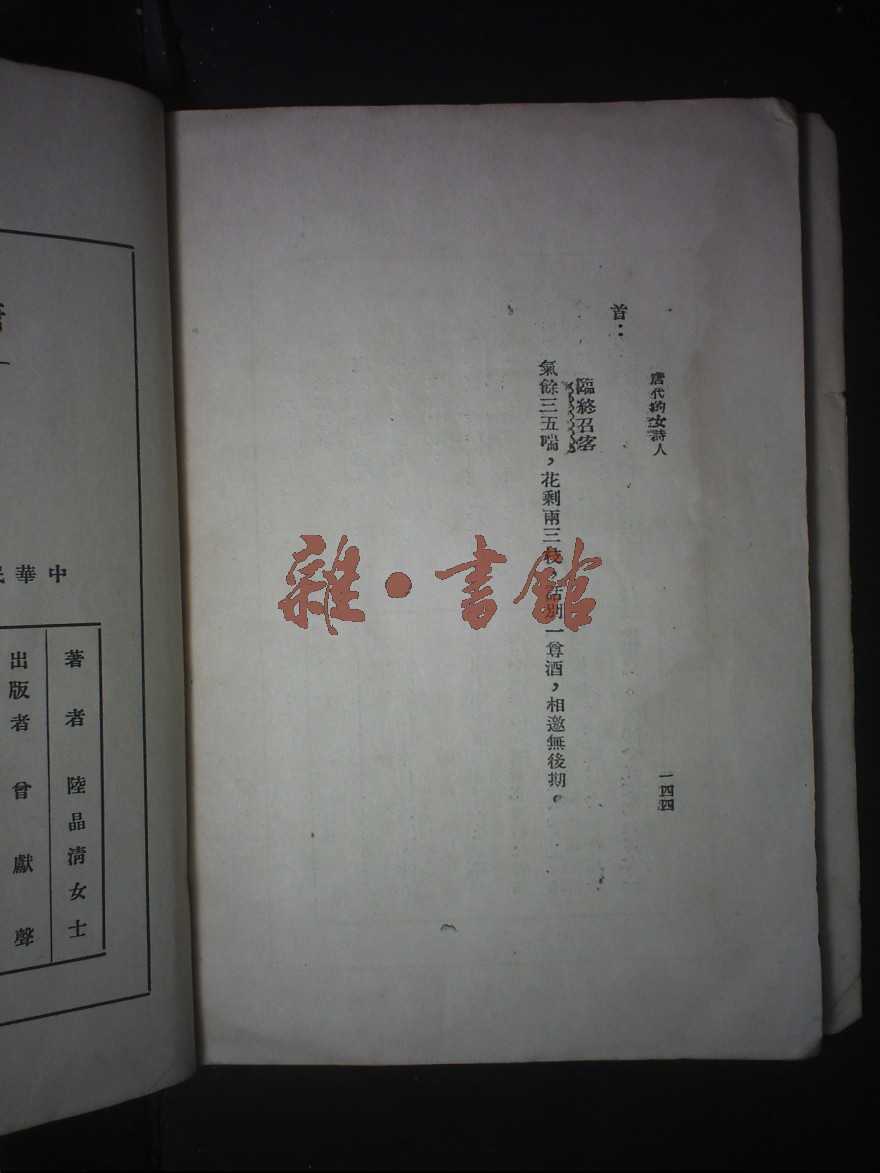 唐代的女詩人
一四四
首：
臨終召客
氣餘三五喘，花剩兩三枝，話別一尊酒，相邀無後期。
雜·書館
中華民
著者 陸晶清女士
出版者 曾獻聲